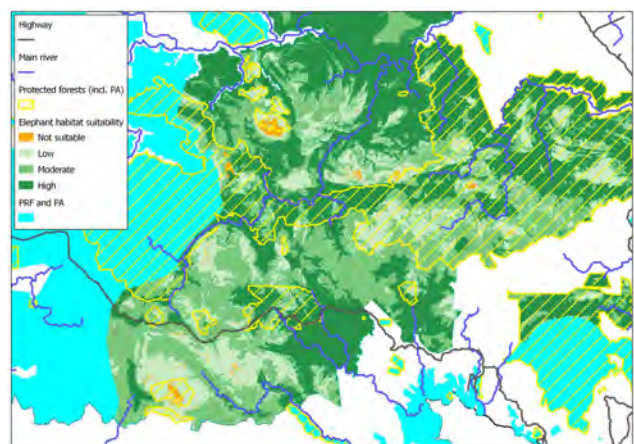 Highway
Main river
Protected forests (incl. PA)
Elephant habitat suitability
Not suitable
Low
Moderate
High
PRF and PA